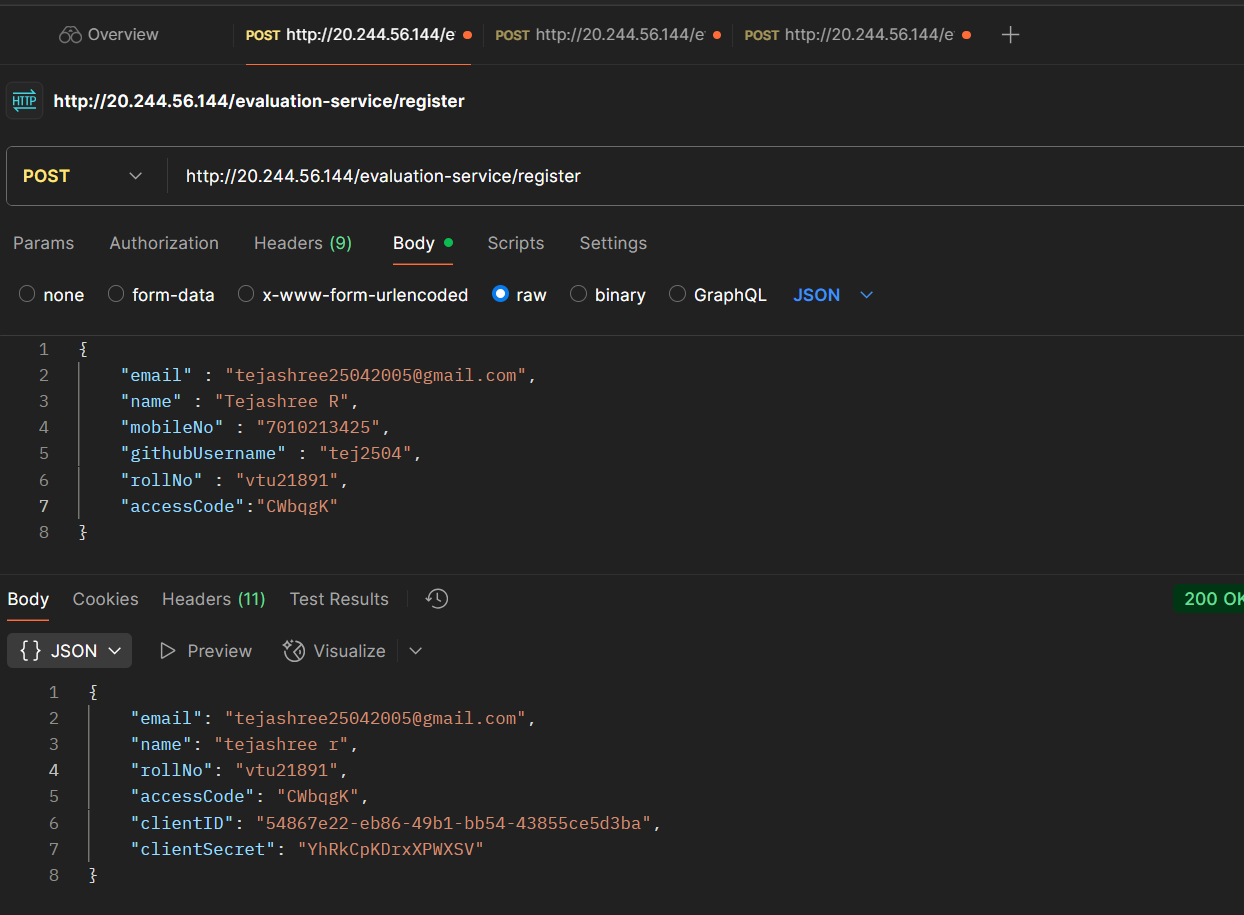 Overview POST http://20.244.56.144/e POST http://20.244.56.144/e POST http://20.244.56.144/e
HTTP http://20.244.56.144/evaluation-service/register
POST http://20.244.56.144/evaluation-service/register
Params Authorization Headers (9) Body Scripts Settings
none form-data x-www-form-urlencoded raw binary GraphQL JSON
1 {
2 "email" : "tejashree25042005@gmail.com",
3 "name" : "Tejashree R",
4 "mobileNo" : "7010213425",
5 "githubUsername" : "tej2504",
6 "rollNo" : "vtu21891",
7 "accessCode":"CWbqgK"
8 }
Body Cookies Headers (11) Test Results 200 OK
{} JSON Preview Visualize
1 {
2 "email": "tejashree25042005@gmail.com",
3 "name": "tejashree r",
4 "rollNo": "vtu21891",
5 "accessCode": "CWbqgK",
6 "clientID": "54867e22-eb86-49b1-bb54-43855ce5d3ba",
7 "clientSecret": "YhRkCpKDrxXPWXSV"
8 }